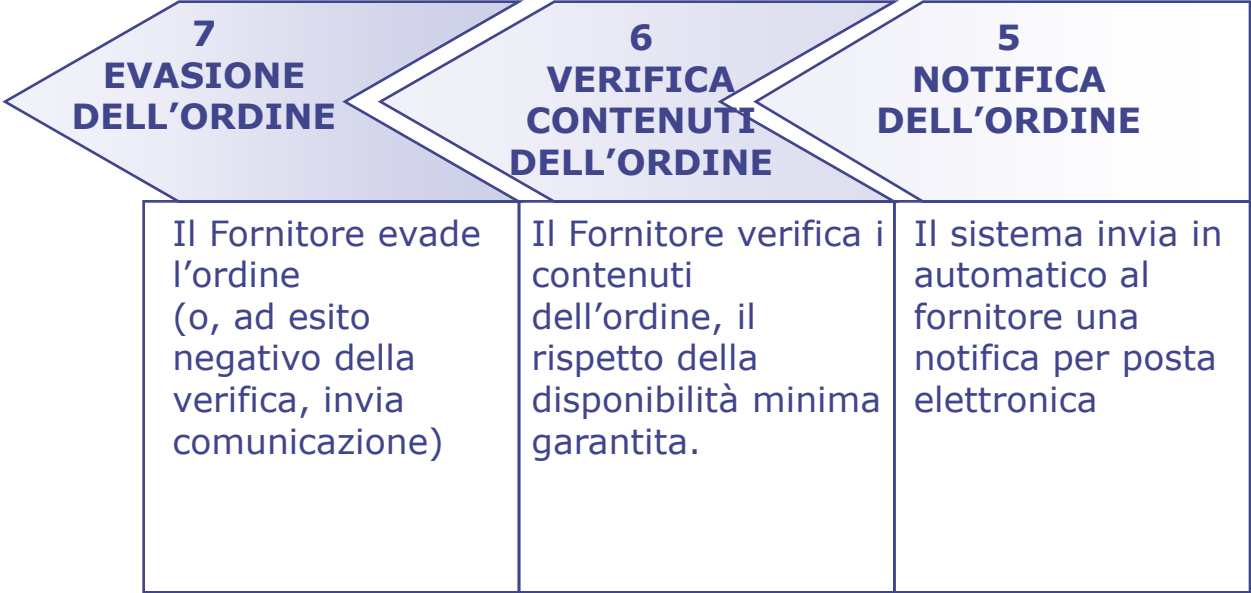 7
EVASIONE
DELL’ORDINE
6
VERIFICA
CONTENUTI
DELL’ORDINE
5
NOTIFICA
DELL’ORDINE
Il Fornitore evade
l’ordine
(o, ad esito
negativo della
verifica, invia
comunicazione)
Il Fornitore verifica i
contenuti
dell’ordine, il
rispetto della
disponibilità minima
garantita.
Il sistema invia in
automatico al
fornitore una
notifica per posta
elettronica